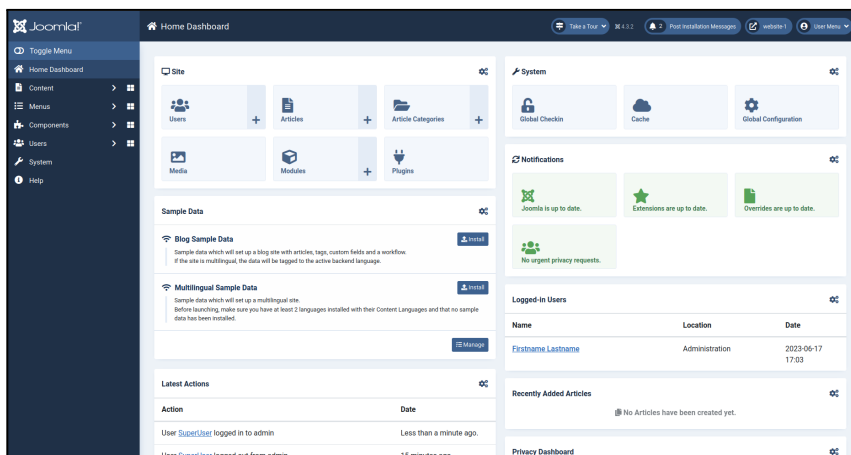 Joomla!
Home Dashboard
Take a Tour
4.3.2
2 Post Installation Messages
website-1
User Menu
Toggle Menu
Home Dashboard
Content
Menus
Components
Users
System
Help
Site
Users
Articles
Article Categories
Media
Modules
Plugins
Sample Data
Blog Sample Data
Install
Sample data which will set up a blog site with articles, tags, custom fields and a workflow.
If the site is multilingual, the data will be tagged to the active backend language.
Multilingual Sample Data
Install
Sample data which will set up a multilingual site.
Before launching, make sure you have at least 2 languages installed with their Content Languages and that no sample
data has been installed.
Manage
Latest Actions
Action Date
User SuperUser logged in to admin Less than a minute ago.
User SuperUser logged out from admin 15 minutes ago.
System
Global Checkin
Cache
Global Configuration
Notifications
Joomla is up to date.
Extensions are up to date.
Overrides are up to date.
No urgent privacy requests.
Logged-in Users
Name Location Date
Firstname Lastname Administration 2023-06-17
17:03
Recently Added Articles
No Articles have been created yet.
Privacy Dashboard